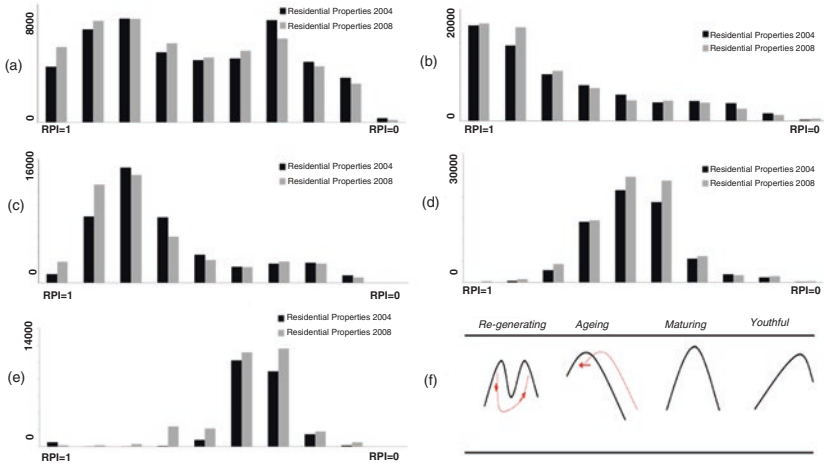 8000
0
(a)
Residential Properties 2004
Residential Properties 2008
RPI=1
RPI=0
20000
0
(b)
Residential Properties 2004
Residential Properties 2008
RPI=1
RPI=0
16000
0
(c)
Residential Properties 2004
Residential Properties 2008
RPI=1
RPI=0
30000
0
(d)
Residential Properties 2004
Residential Properties 2008
RPI=1
RPI=0
14000
0
(e)
Residential Properties 2004
Residential Properties 2008
RPI=1
RPI=0
(f)
Re-generating Ageing Maturing Youthful